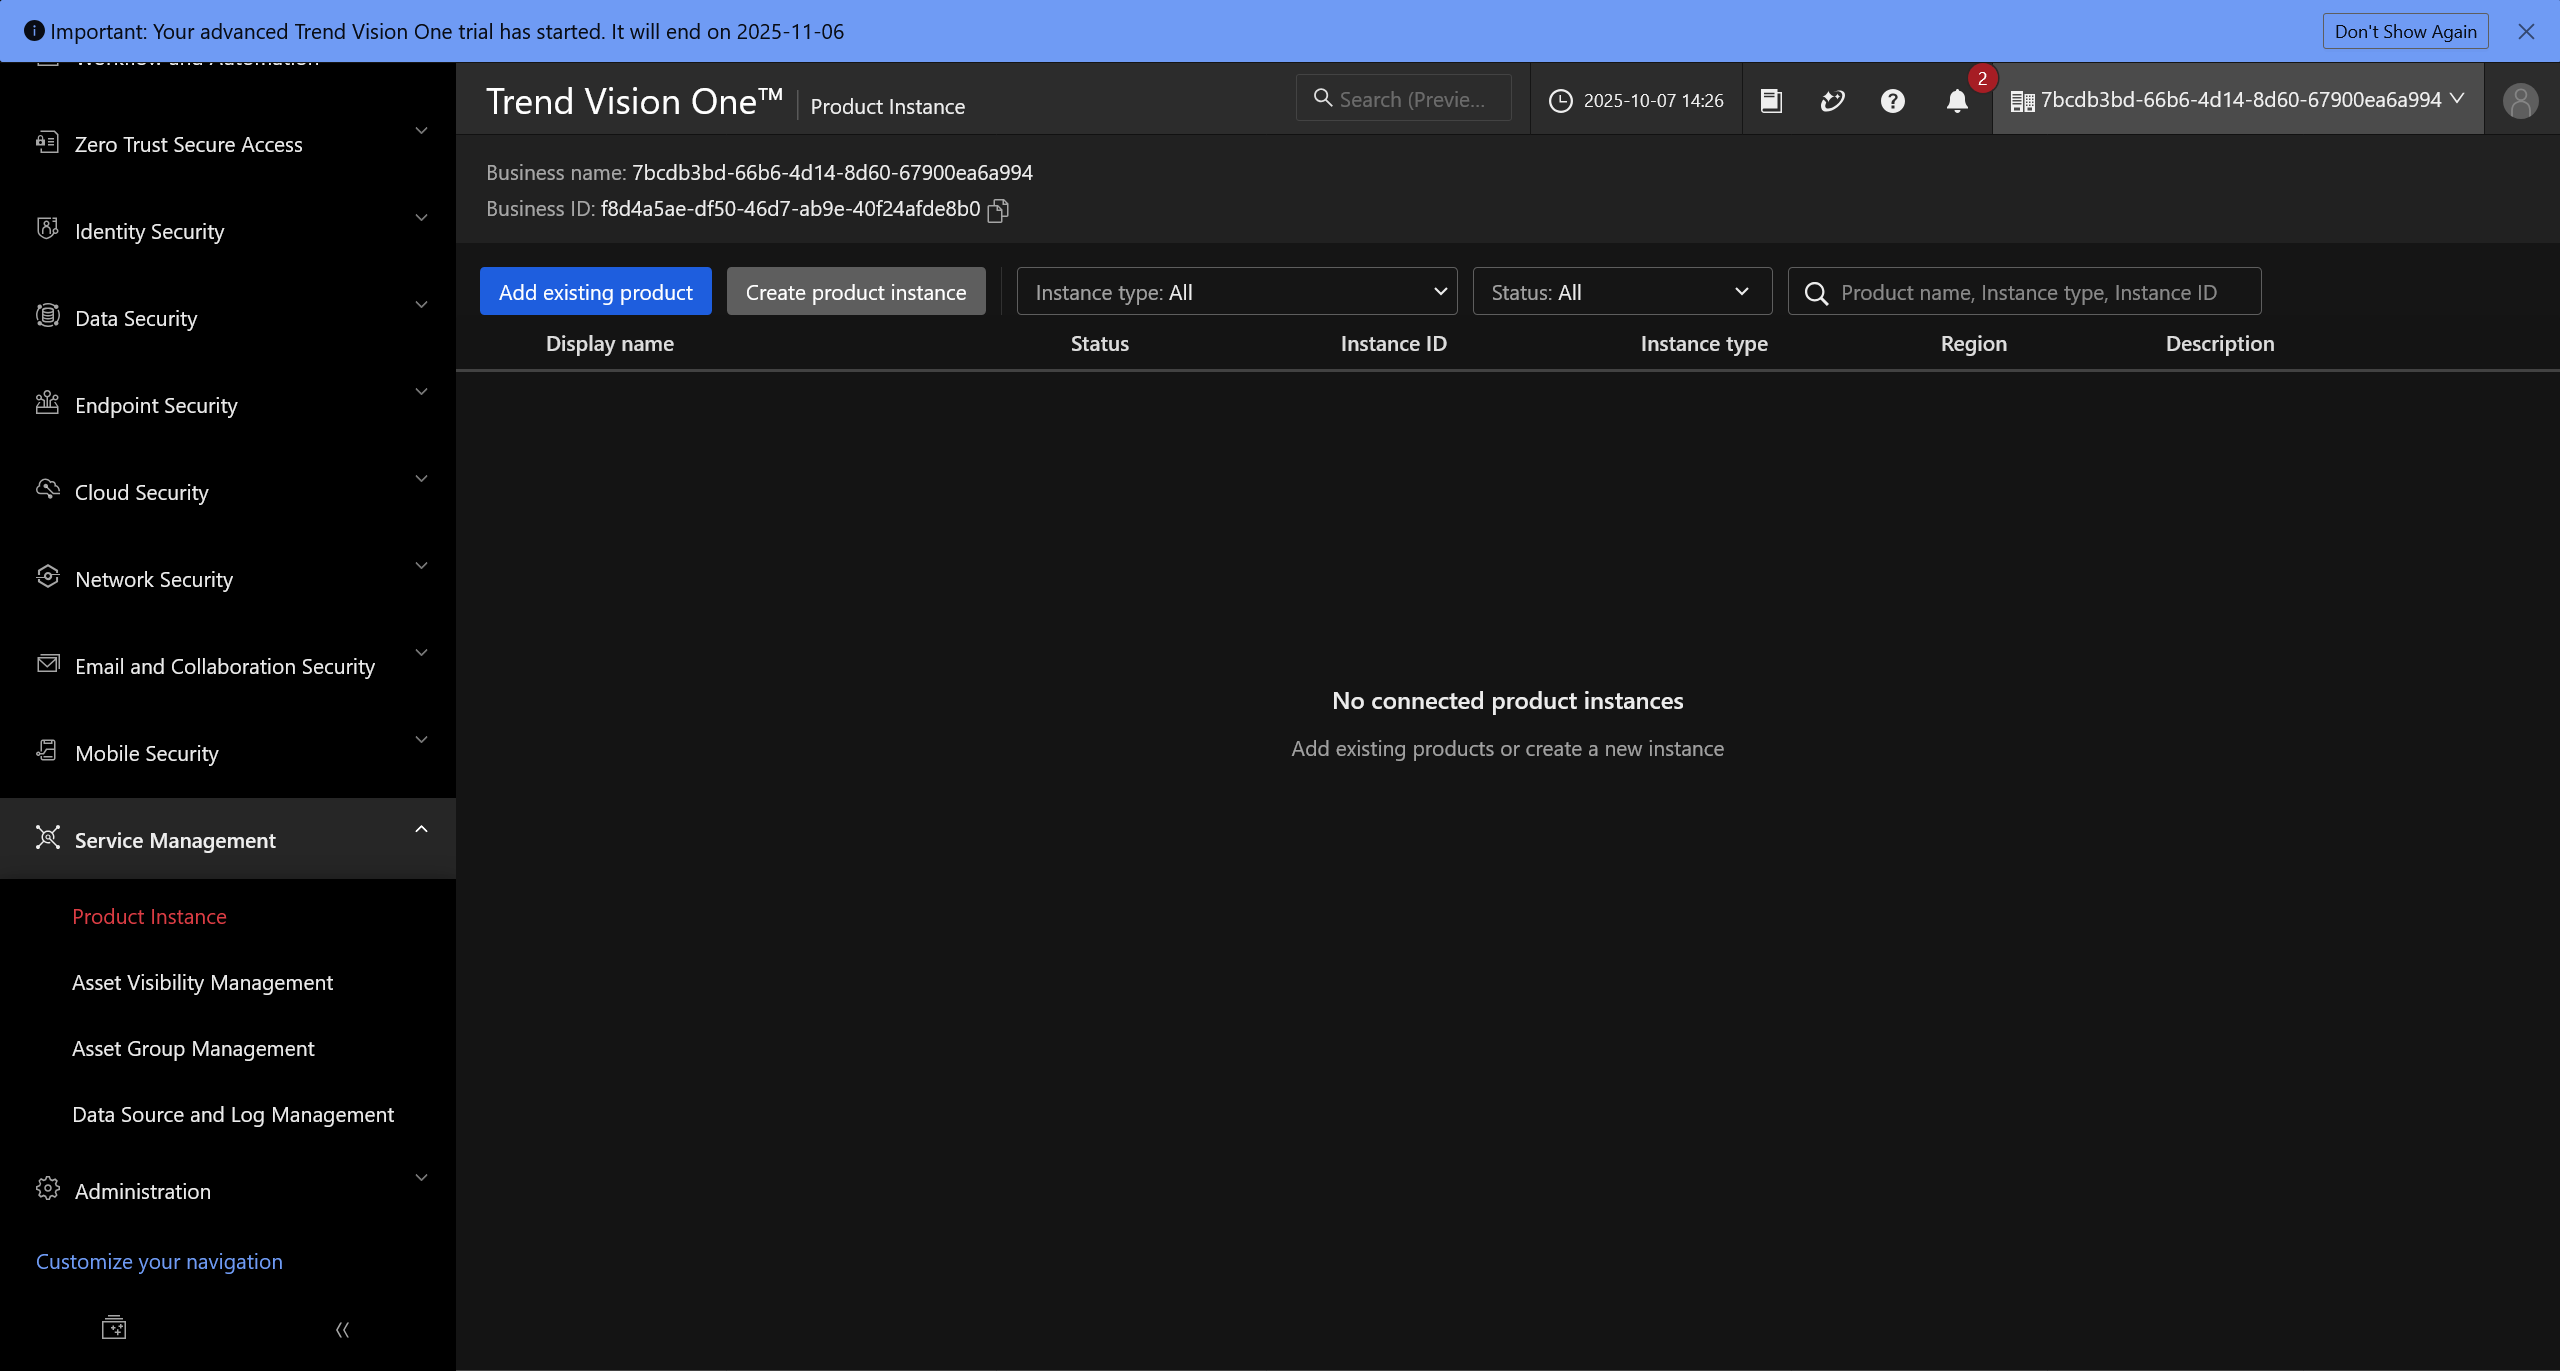 Important: Your advanced Trend Vision One trial has started. It will end on 2025-11-06
Don't Show Again
Workflow and Automation
Zero Trust Secure Access
Identity Security
Data Security
Endpoint Security
Cloud Security
Network Security
Email and Collaboration Security
Mobile Security
Service Management
Product Instance
Asset Visibility Management
Asset Group Management
Data Source and Log Management
Administration
Customize your navigation
Trend Vision One™ | Product Instance
Search (Previe...
2025-10-07 14:26
2
7bcdb3bd-66b6-4d14-8d60-67900ea6a994
Business name: 7bcdb3bd-66b6-4d14-8d60-67900ea6a994
Business ID: f8d4a5ae-df50-46d7-ab9e-40f24afde8b0
Add existing product
Create product instance
Instance type: All
Status: All
Product name, Instance type, Instance ID
Display name
Status
Instance ID
Instance type
Region
Description
No connected product instances
Add existing products or create a new instance